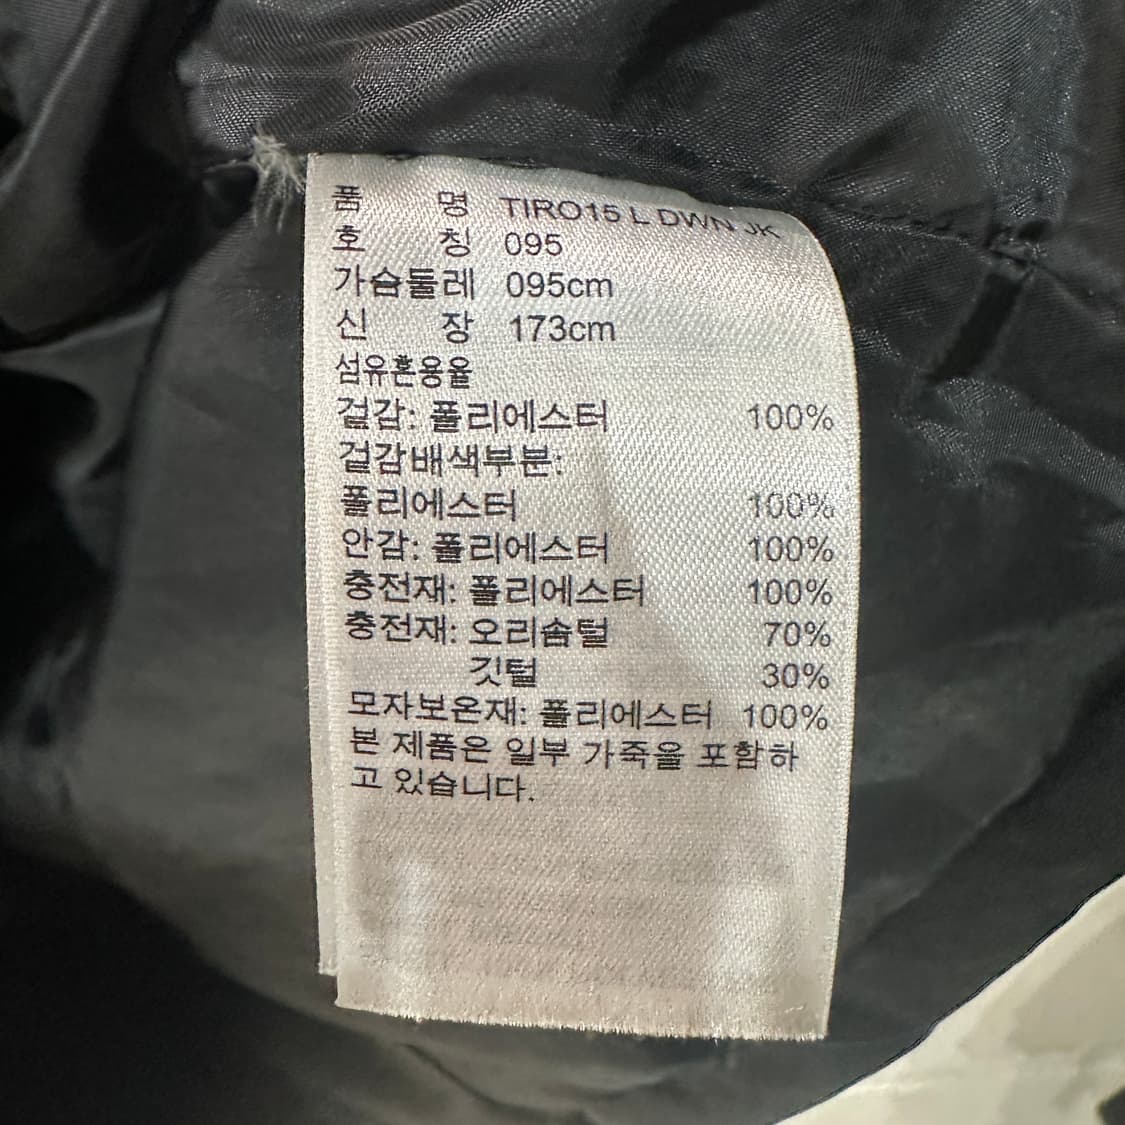 품 명 TIRO15 L DWN JK
호 칭 095
가슴둘레 095cm
신 장 173cm
섬유혼용율
겉감: 폴리에스터 100%
겉감배색부분:
폴리에스터 100%
안감: 폴리에스터 100%
충전재: 폴리에스터 100%
충전재: 오리솜털 70%
깃털 30%
모자보온재: 폴리에스터 100%
본 제품은 일부 가죽을 포함하
고 있습니다.